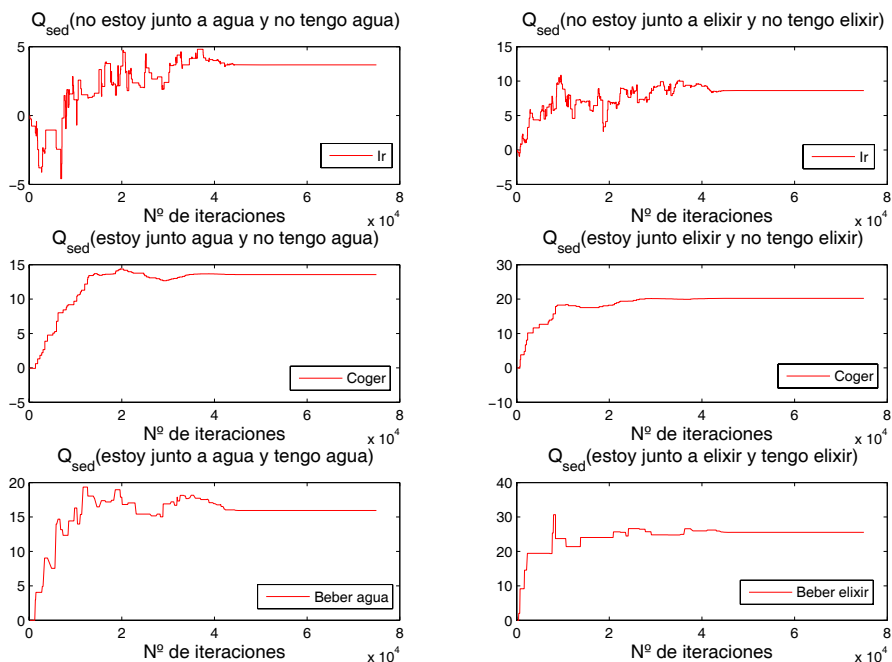 Q_sed(no estoy junto a agua y no tengo agua)
5
0
−5
0
2
4
6
8
x 10^4
Nº de iteraciones
Ir
Q_sed(no estoy junto a elixir y no tengo elixir)
15
10
5
0
5
0
2
4
6
8
x 10^4
Nº de iteraciones
Ir
Q_sed(estoy junto agua y no tengo agua)
15
10
5
0
−5
0
2
4
6
8
x 10^4
Nº de iteraciones
Coger
Q_sed(estoy junto elixir y no tengo elixir)
30
20
10
0
−10
0
2
4
6
8
x 10^4
Nº de iteraciones
Coger
Q_sed(estoy junto a agua y tengo agua)
20
15
10
5
0
0
2
4
6
8
x 10^4
Nº de iteraciones
Beber agua
Q_sed(estoy junto a elixir y tengo elixir)
40
30
20
10
0
0
2
4
6
8
x 10^4
Nº de iteraciones
Beber elixir